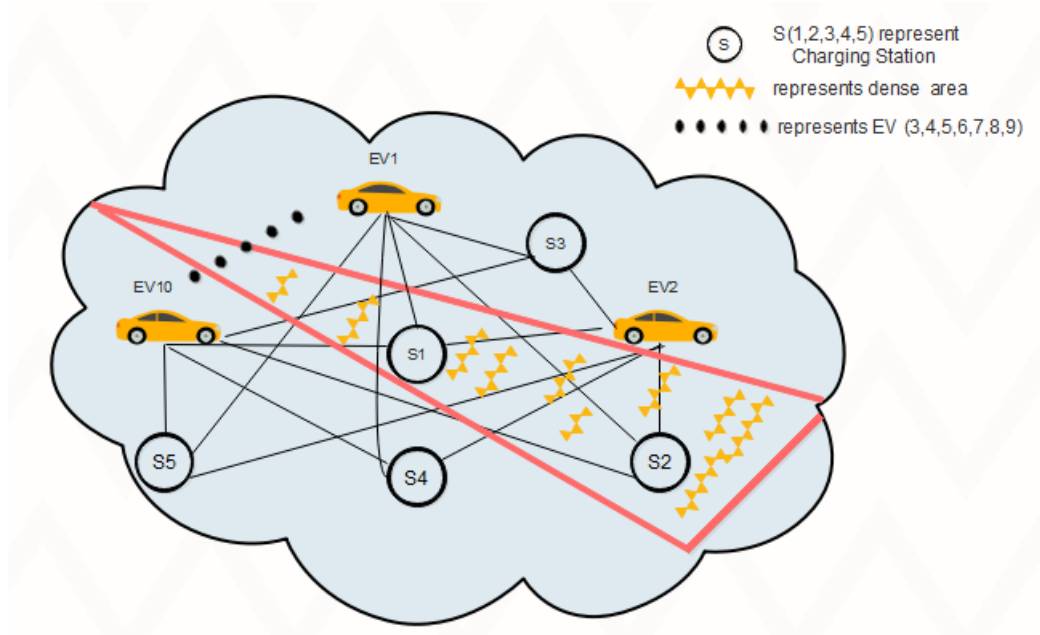 S
S(1,2,3,4,5) represent
Charging Station
represents dense area
represents EV (3,4,5,6,7,8,9)
EV1
S3
EV10
EV2
S1
S5
S4
S2